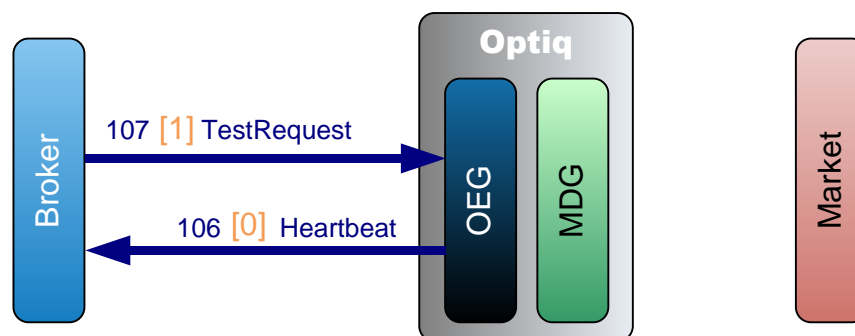 Optiq
107 [1] TestRequest
106 [0] Heartbeat
Broker
OEG
MDG
Market